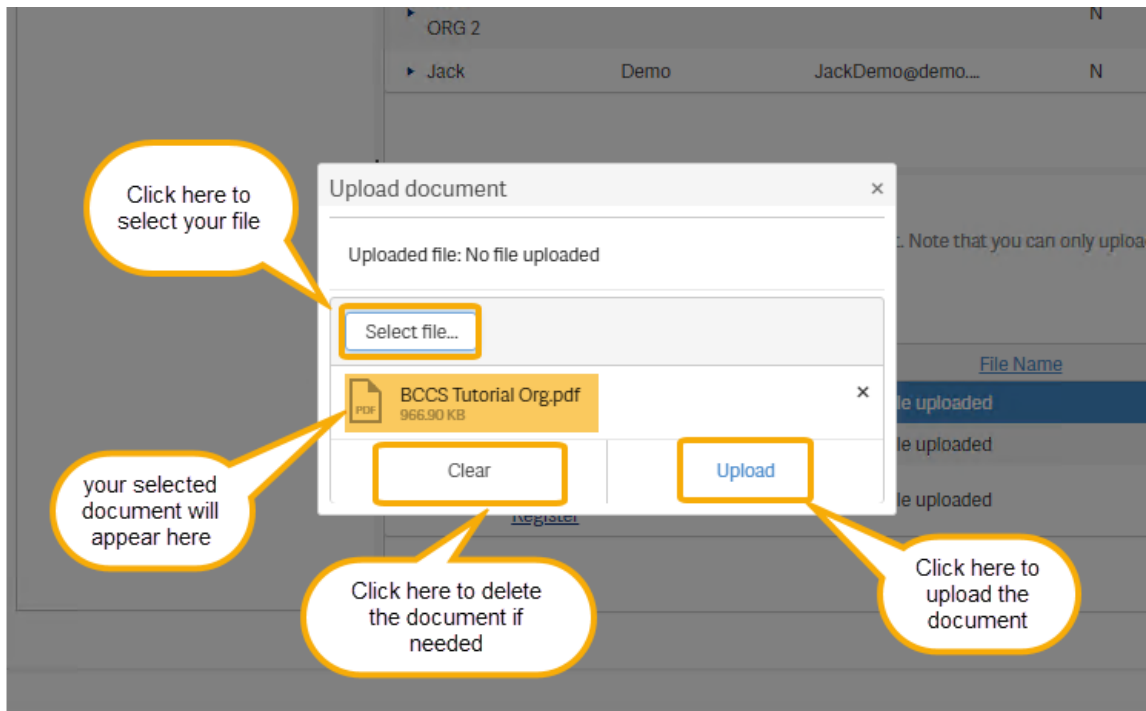 N
ORG 2
Jack Demo JackDemo@demo.... N
Click here to
select your file
Upload document ×
Uploaded file: No file uploaded
. Note that you can only uploa
Select file...
File Name
PDF BCCS Tutorial Org.pdf ×
966.90 KB
le uploaded
le uploaded
Clear Upload
le uploaded
your selected
document will
appear here
Register
Click here to delete
the document if
needed
Click here to
upload the
document